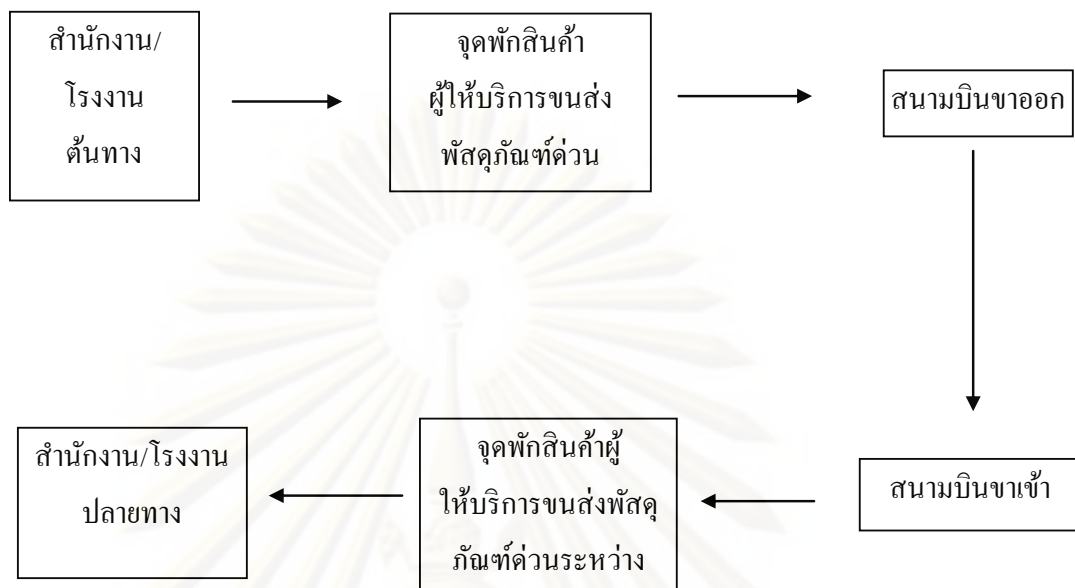 สำนักงาน/
โรงงาน
ต้นทาง
จุดพักสินค้า
ผู้ให้บริการขนส่ง
พัสดุภัณฑ์ด่วน
สนามบินขาออก
สนามบินขาเข้า
จุดพักสินค้าผู้
ให้บริการขนส่งพัสดุ
ภัณฑ์ด่วนระหว่าง
สำนักงาน/โรงงาน
ปลายทาง